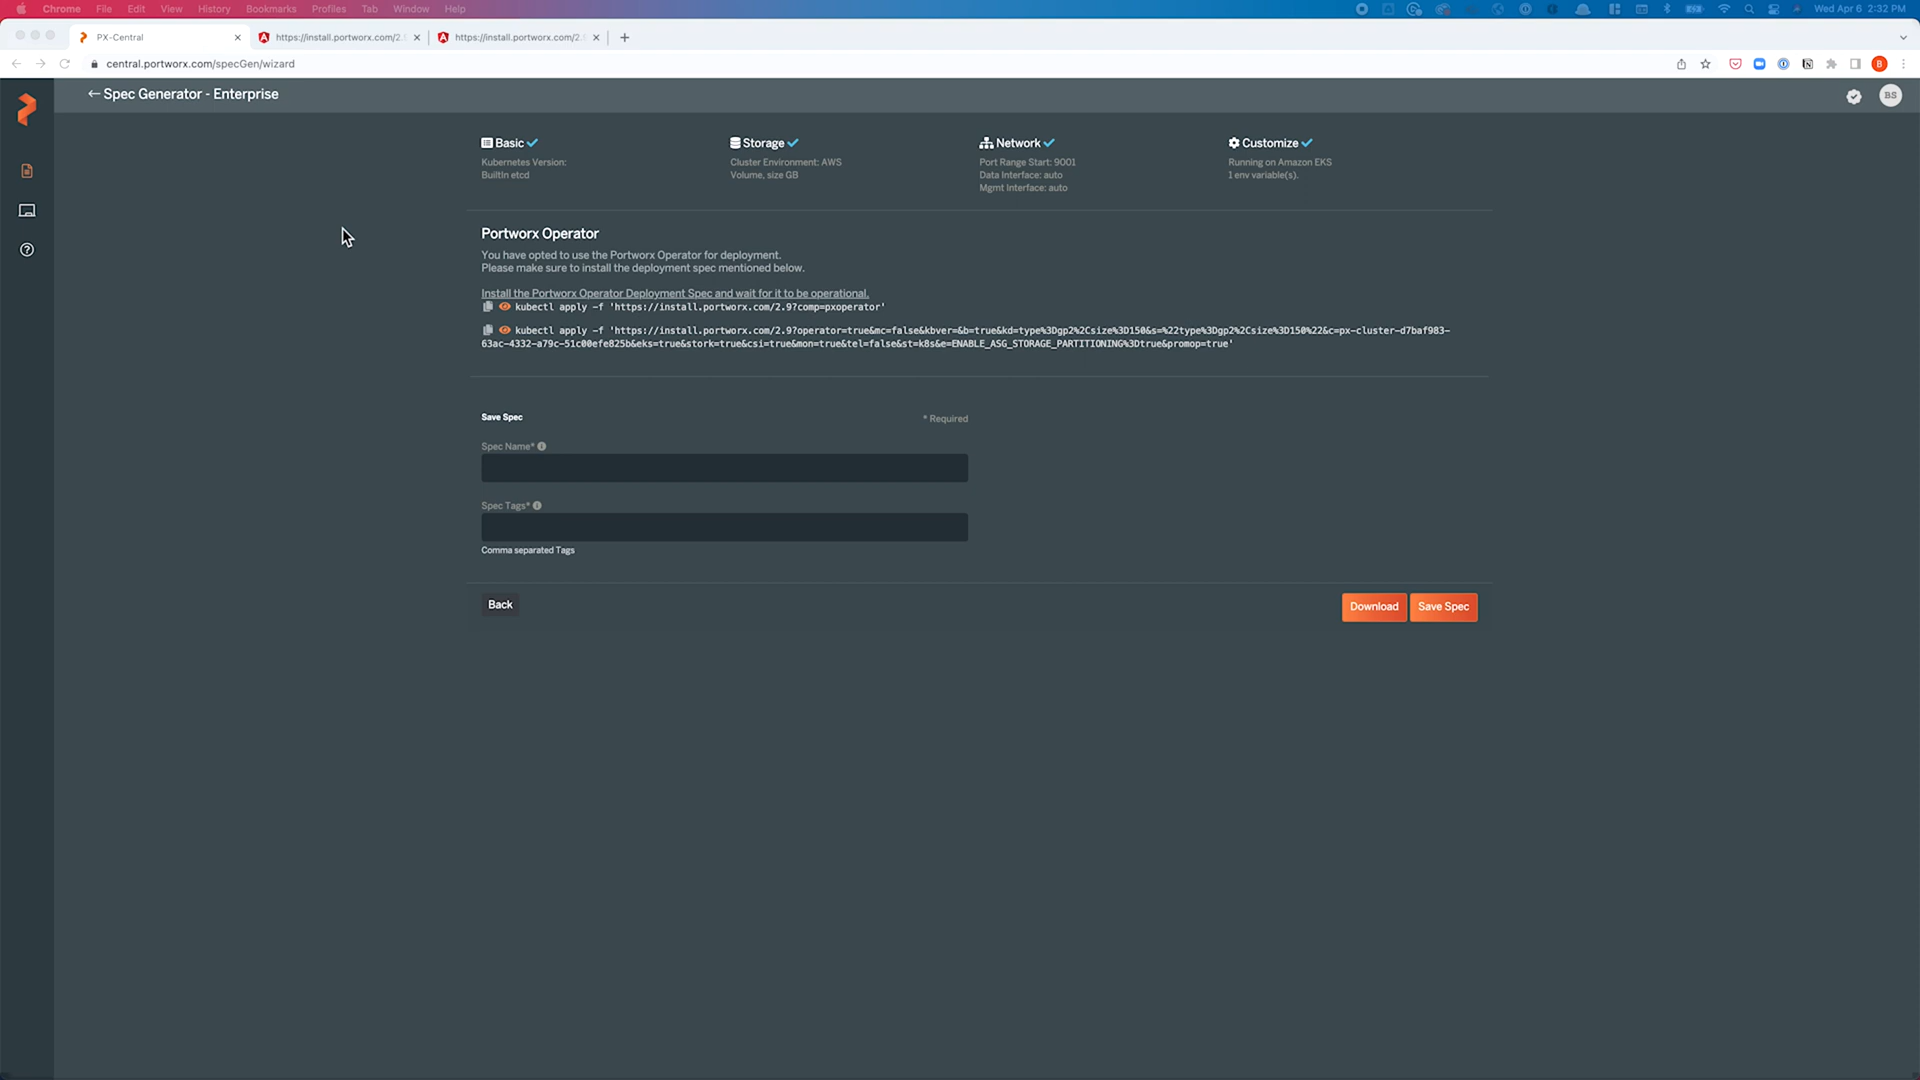 Chrome File Edit View History Bookmarks Profiles Tab Window Help Wed Apr 6 2:32 PM
PX-Central https://install.portworx.com/2. https://install.portworx.com/2.
central.portworx.com/specGen/wizard B
Spec Generator - Enterprise BS
Basic Storage Network Customize
Kubernetes Version: Cluster Environment: AWS Port Range Start: 9001 Running on Amazon EKS
BuiltIn etcd Volume, size GB Data Interface: auto 1 env variable(s).
Mgmt Interface: auto
Portworx Operator
You have opted to use the Portworx Operator for deployment.
Please make sure to install the deployment spec mentioned below.
Install the Portworx Operator Deployment Spec and wait for it to be operational.
kubectl apply -f 'https://install.portworx.com/2.9?comp=pxoperator'
kubectl apply -f 'https://install.portworx.com/2.9?operator=true&mc=false&kbver=&b=true&kd=type%3Dgp2%2Csize%3D150&s=%22type%3Dgp2%2Csize%3D150%22&c=px-cluster-d7baf983-
63ac-4332-a79c-51c00efe825b&eks=true&stork=true&csi=true&mon=true&tel=false&st=k8s&e=ENABLE_ASG_STORAGE_PARTITIONING%3Dtrue&promop=true'
Save Spec * Required
Spec Name*
Spec Tags*
Comma separated Tags
Back Download Save Spec